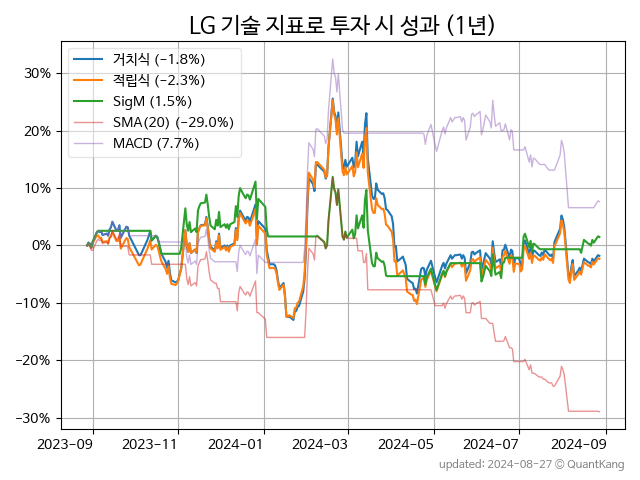 LG 기술 지표로 투자 시 성과 (1년)
거치식 (−1.8%)
적립식 (−2.3%)
SigM (1.5%)
SMA(20) (−29.0%)
MACD (7.7%)
30%
20%
10%
0%
−10%
−20%
−30%
2023-09 2023-11 2024-01 2024-03 2024-05 2024-07 2024-09
updated: 2024-08-27 © QuantKang